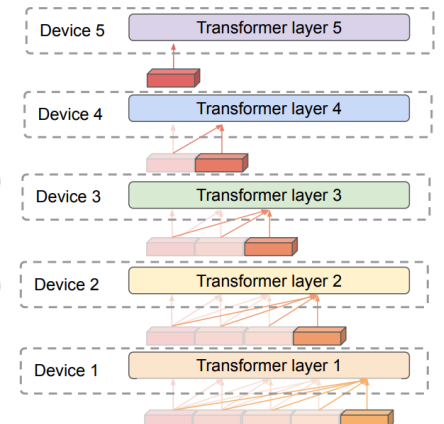 Device 5 Transformer layer 5
Device 4 Transformer layer 4
Device 3 Transformer layer 3
Device 2 Transformer layer 2
Device 1 Transformer layer 1